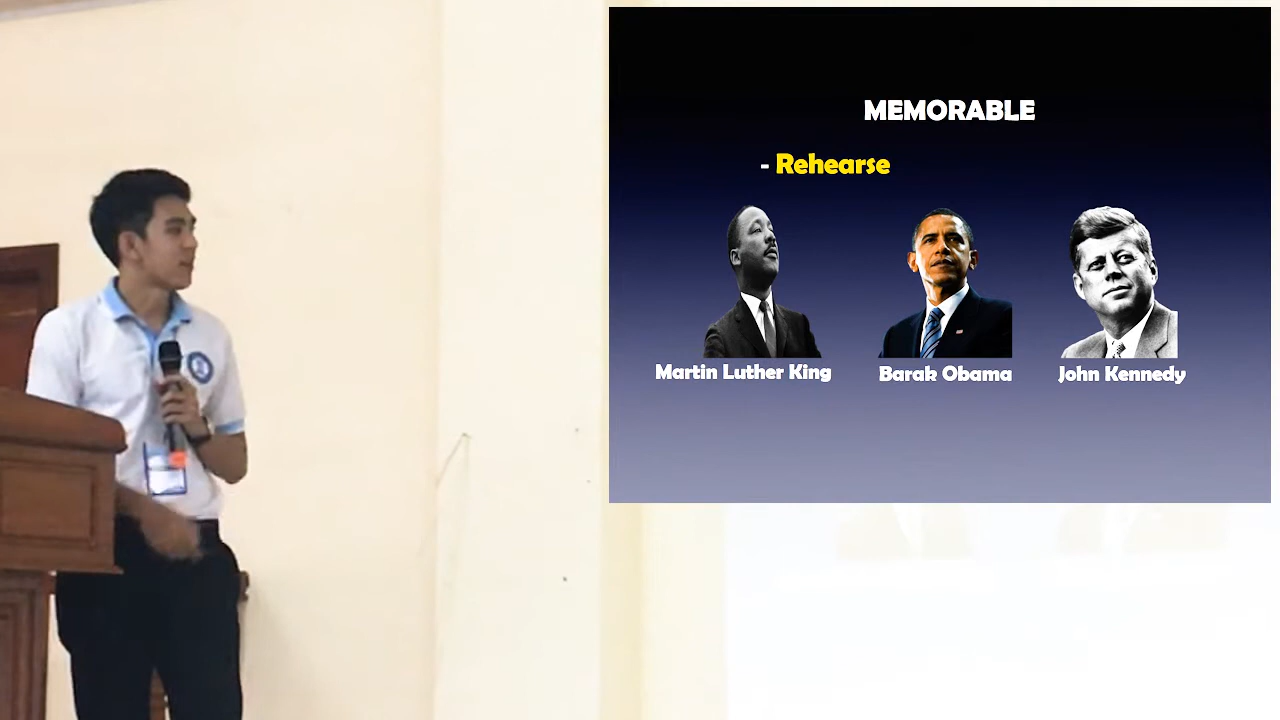 MEMORABLE
- Rehearse
Martin Luther King
Barak Obama
John Kennedy